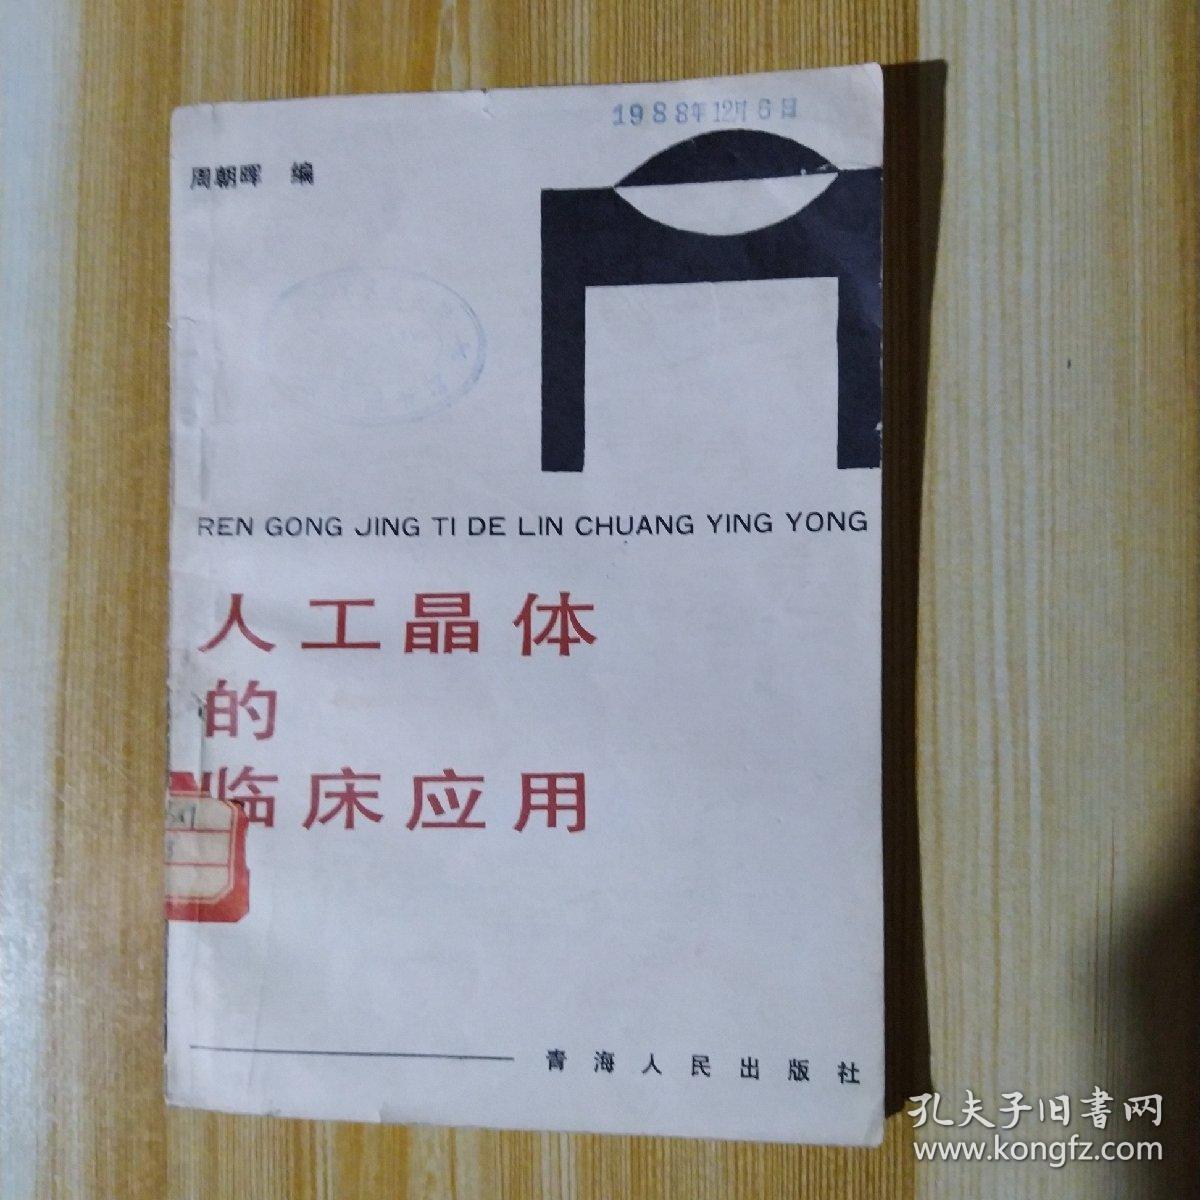 1988年12月6日
周朝晖 编
REN GONG JING TI DE LIN CHUANG YING YONG
人工晶体
的
临床应用
青海人民出版社
孔夫子旧書网
www.kongfz.com